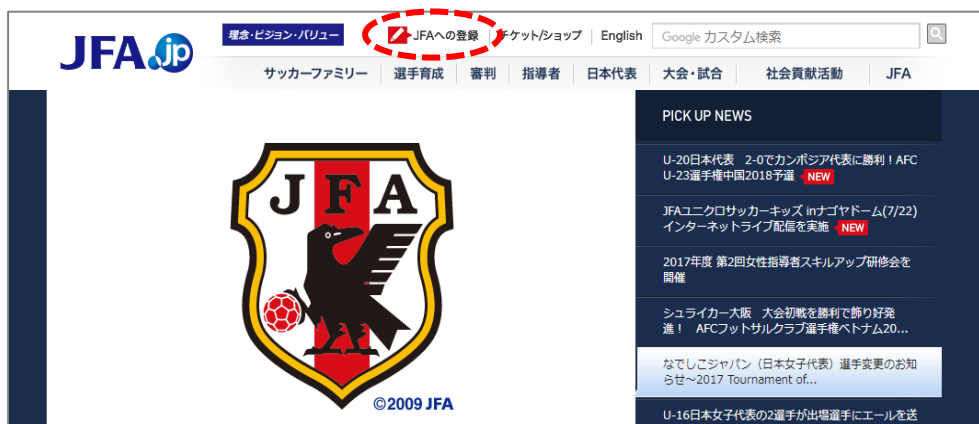 JFA.jp
理念・ビジョン・バリュー
JFAへの登録
チケット/ショップ
English
Google カスタム検索
サッカーファミリー
選手育成
審判
指導者
日本代表
大会・試合
社会貢献活動
JFA
JFA
©2009 JFA
PICK UP NEWS
U-20日本代表 2-0でカンボジア代表に勝利！AFC
U-23選手権中国2018予選 NEW
JFAユニクロサッカーキッズ inナゴヤドーム(7/22)
インターネットライブ配信を実施 NEW
2017年度 第2回女性指導者スキルアップ研修会を
開催
シュライカー大阪 大会初戦を勝利で飾り好発
進！ AFCフットサルクラブ選手権ベトナム20...
なでしこジャパン（日本女子代表）選手変更のお知
らせ～2017 Tournament of...
U-16日本女子代表の2選手が出場選手にエールを送